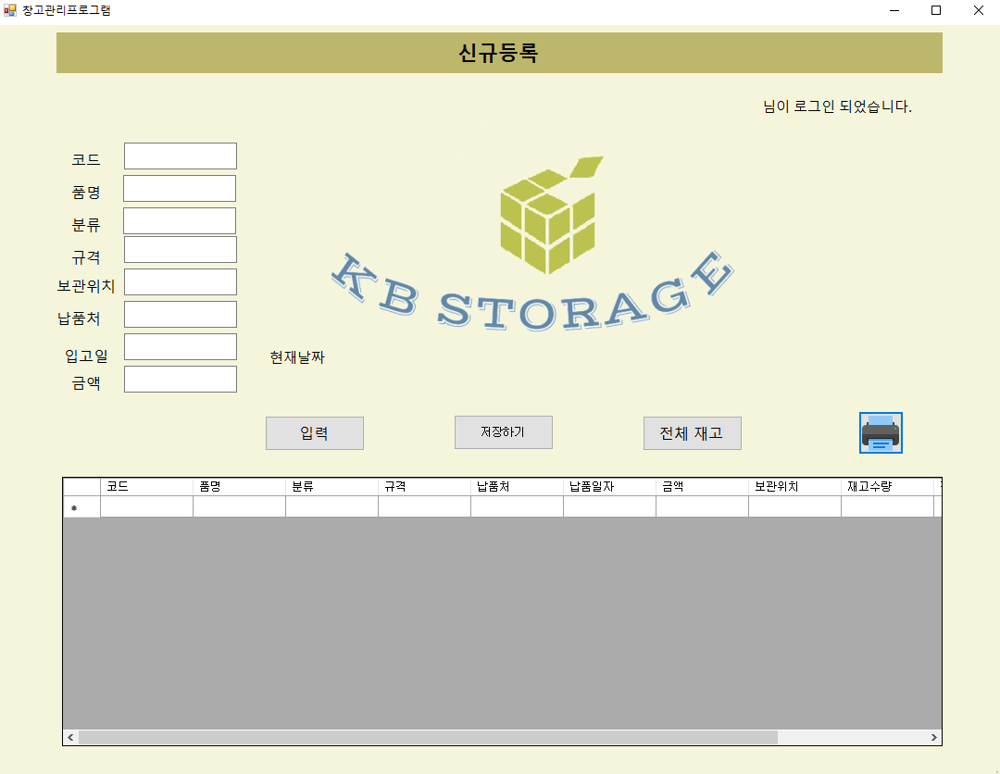 창고관리프로그램
신규등록
님이 로그인 되었습니다.
코드
품명
분류
규격
보관위치
납품처
입고일
현재날짜
금액
KB STORAGE
입력 저장하기 전체 재고
코드 품명 분류 규격 납품처 납품일자 금액 보관위치 재고수량
*